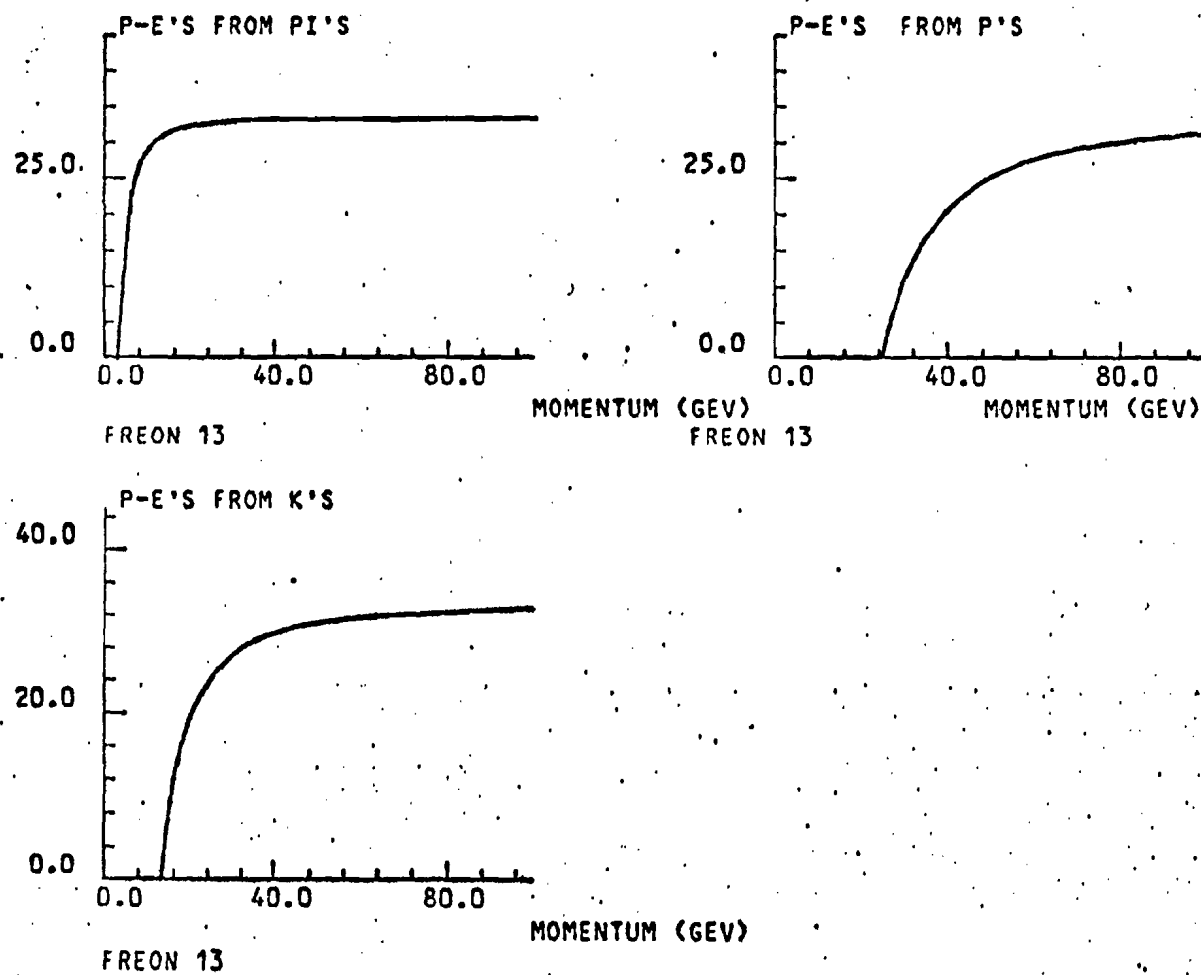 P-E'S FROM PI'S
25.0
0.0
0.0 40.0 80.0
MOMENTUM (GEV)
FREON 13
P-E'S FROM P'S
25.0
0.0
0.0 40.0 80.0
MOMENTUM (GEV)
FREON 13
P-E'S FROM K'S
40.0
20.0
0.0
0.0 40.0 80.0
MOMENTUM (GEV)
FREON 13